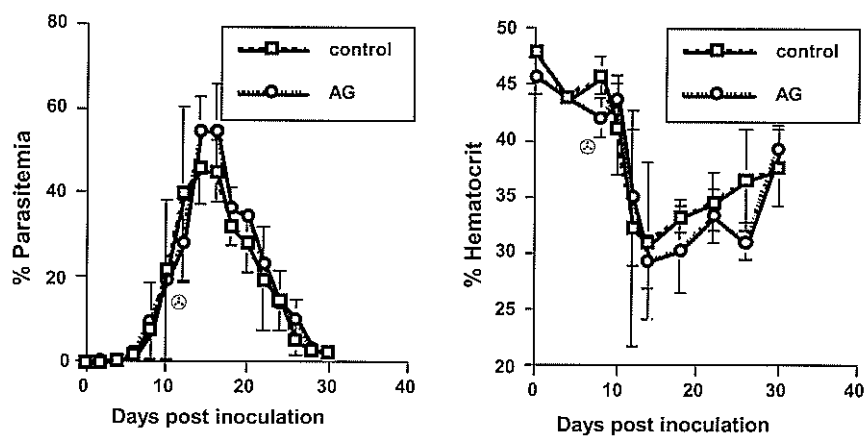 80
60
40
20
0
% Parasitemia
control
AG
0 10 20 30 40
Days post inoculation
50
45
40
35
30
25
20
% Hematocrit
control
AG
0 10 20 30 40
Days post inoculation